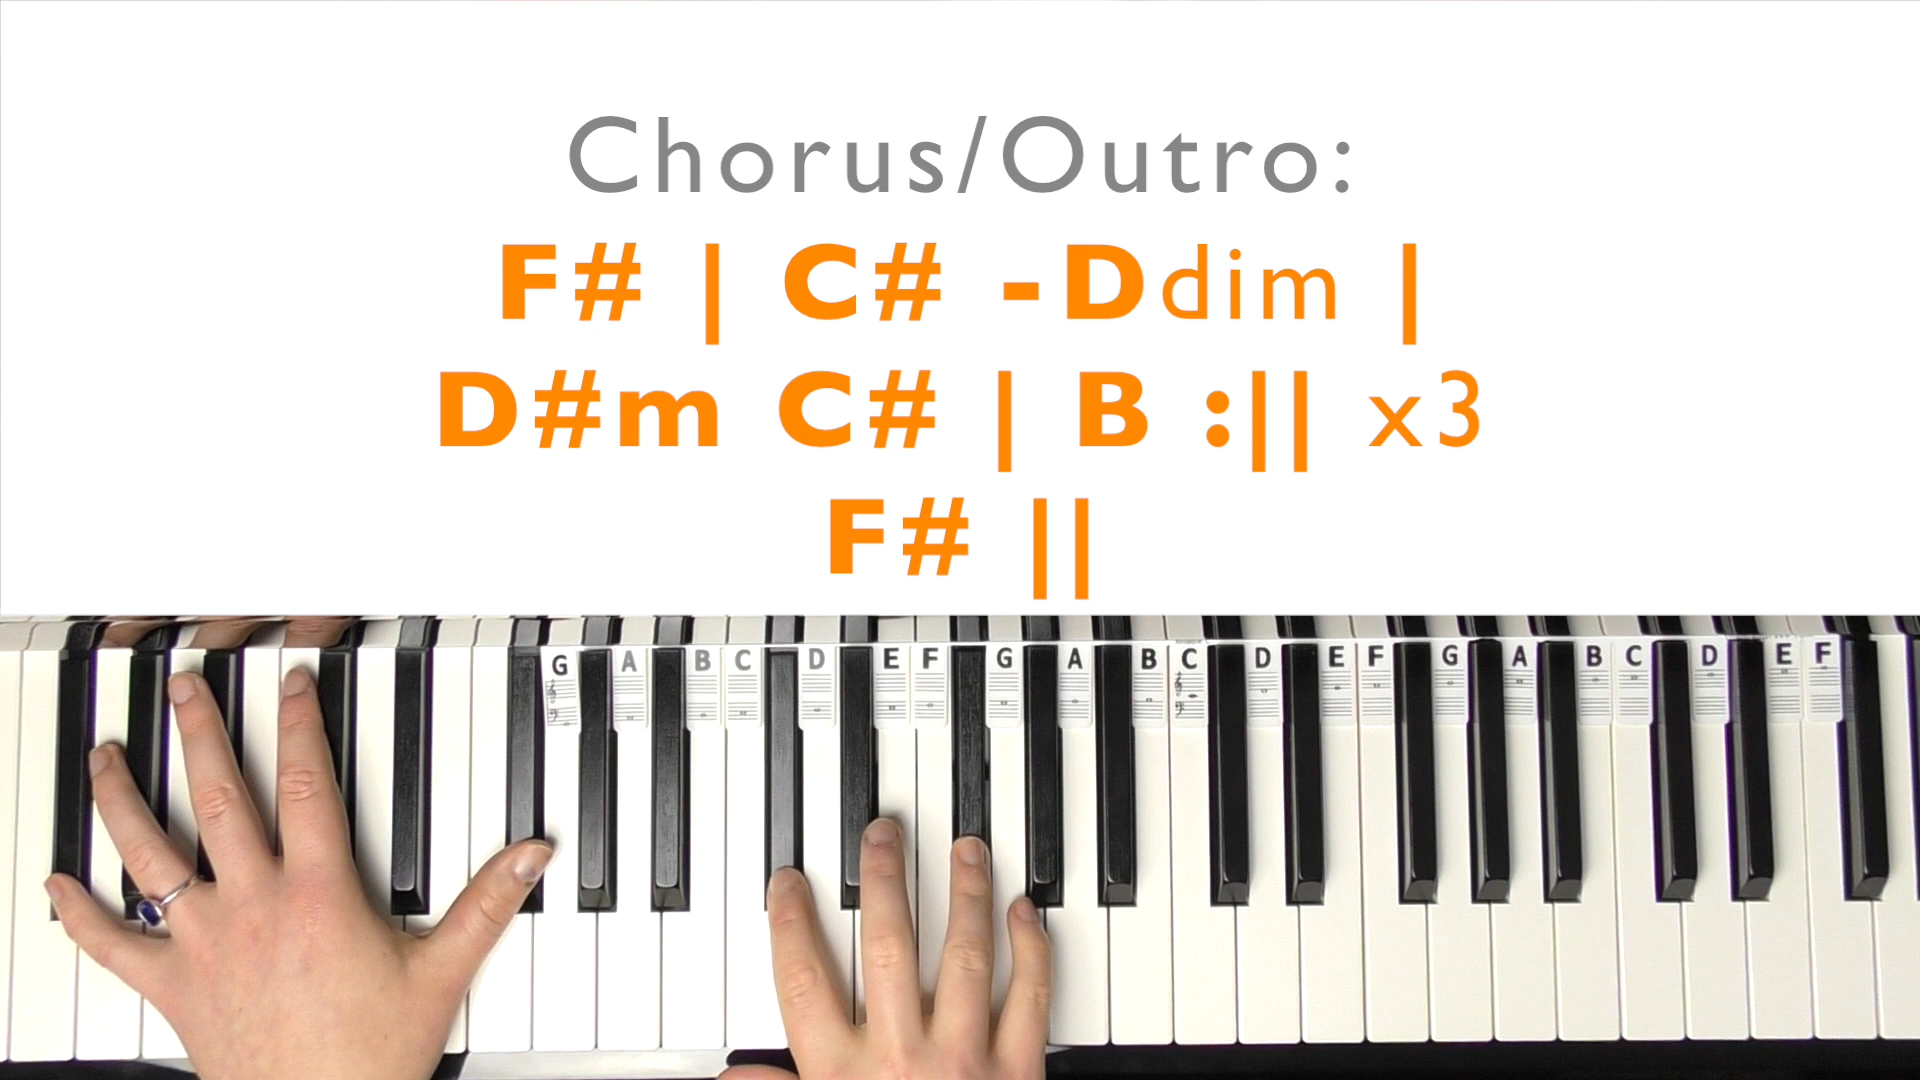 Chorus/Outro:
F# | C# -Ddim |
D#m C# | B :|| x3
F# ||
G A B C D E F G A B C D E F G A B C D E F